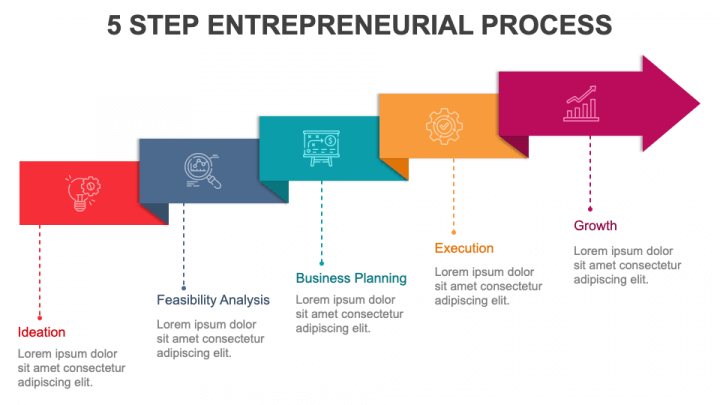 5 STEP ENTREPRENEURIAL PROCESS
$
Ideation
Lorem ipsum dolor
sit amet consectetur
adipiscing elit.
Feasibility Analysis
Lorem ipsum dolor
sit amet consectetur
adipiscing elit.
Business Planning
Lorem ipsum dolor
sit amet consectetur
adipiscing elit.
Execution
Lorem ipsum dolor
sit amet consectetur
adipiscing elit.
Growth
Lorem ipsum dolor
sit amet consectetur
adipiscing elit.